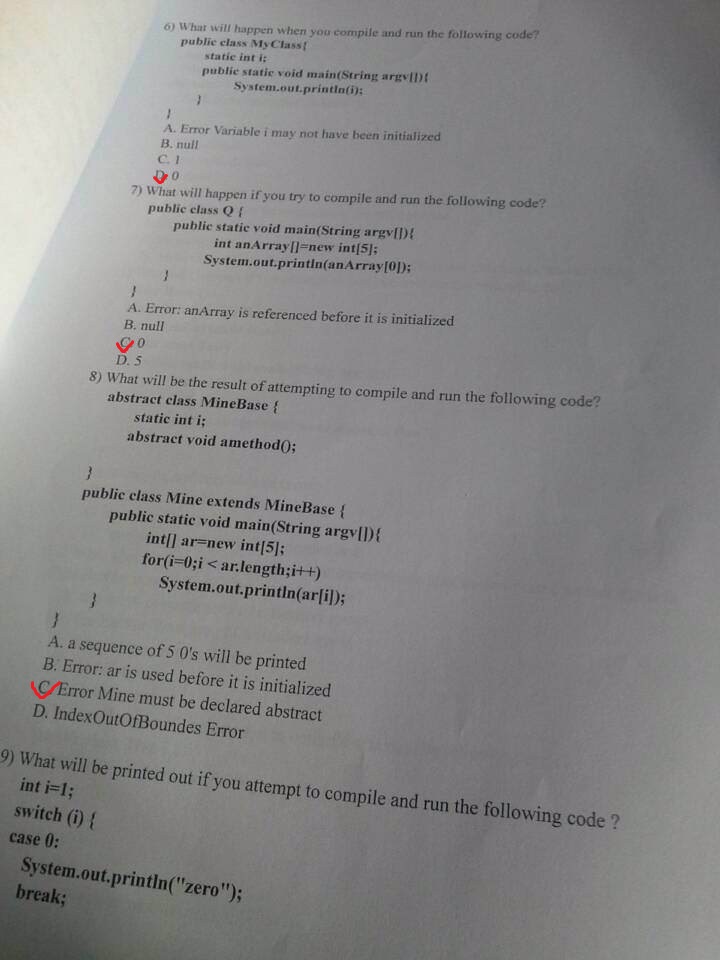 6) What will happen when you compile and run the following code?
public class MyClass{
static int i;
public static void main(String argv[]){
System.out.println(i);
}
}
A. Error Variable i may not have been initialized
B. null
C. 1
D. 0
7) What will happen if you try to compile and run the following code?
public class Q {
public static void main(String argv[]){
int anArray[]=new int[5];
System.out.println(anArray[0]);
}
}
A. Error: anArray is referenced before it is initialized
B. null
C. 0
D. 5
8) What will be the result of attempting to compile and run the following code?
abstract class MineBase {
static int i;
abstract void amethod();
}
public class Mine extends MineBase {
public static void main(String argv[]){
int[] ar=new int[5];
for(i=0;i < ar.length;i++)
System.out.println(ar[i]);
}
}
A. a sequence of 5 0's will be printed
B. Error: ar is used before it is initialized
C. Error Mine must be declared abstract
D. IndexOutOfBoundes Error
9) What will be printed out if you attempt to compile and run the following code ?
int i=1;
switch (i) {
case 0:
System.out.println("zero");
break;